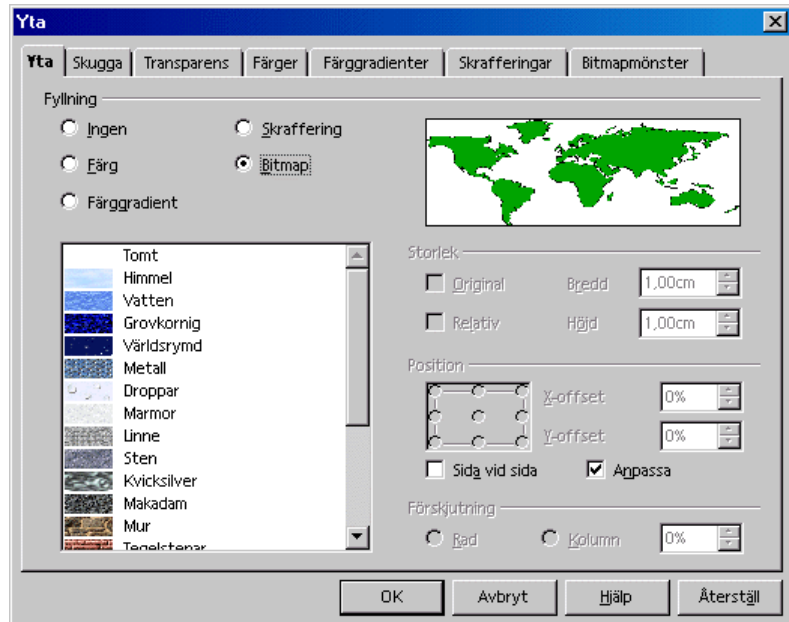 Yta
Yta Skugga Transparens Färger Färggradienter Skrafferingar Bitmapmönster
Fyllning
Ingen Skraffering
Färg Bitmap
Färggradient
Tomt
Himmel
Vatten
Grovkornig
Världsrymd
Metall
Droppar
Marmor
Linne
Sten
Kvicksilver
Makadam
Mur
Tegelstenar
Storlek
Original Bredd 1,00cm
Relativ Höjd 1,00cm
Position
X-offset 0%
Y-offset 0%
Sida vid sida Anpassa
Förskjutning
Rad Kolumn 0%
OK Avbryt Hjälp Återställ